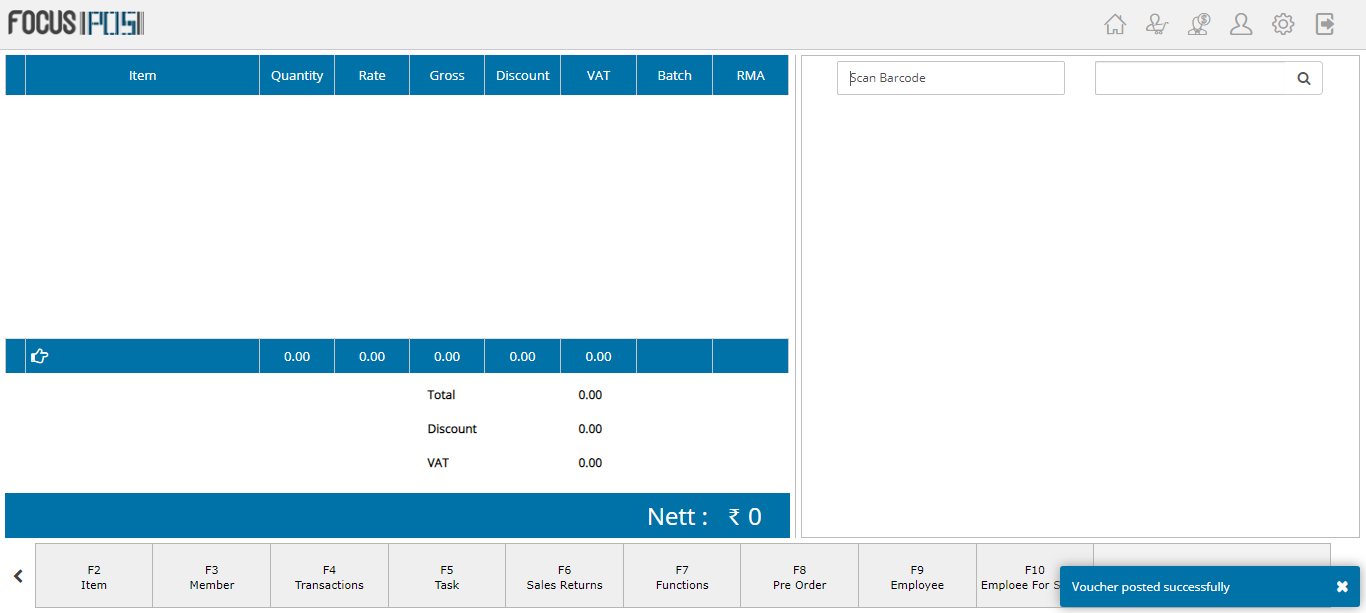 FOCUS POS
Item Quantity Rate Gross Discount VAT Batch RMA
Scan Barcode
0.00 0.00 0.00 0.00 0.00
Total 0.00
Discount 0.00
VAT 0.00
Nett : ₹ 0
F2 F3 F4 F5 F6 F7 F8 F9 F10
Item Member Transactions Task Sales Returns Functions Pre Order Employee Emploee For S
Voucher posted successfully